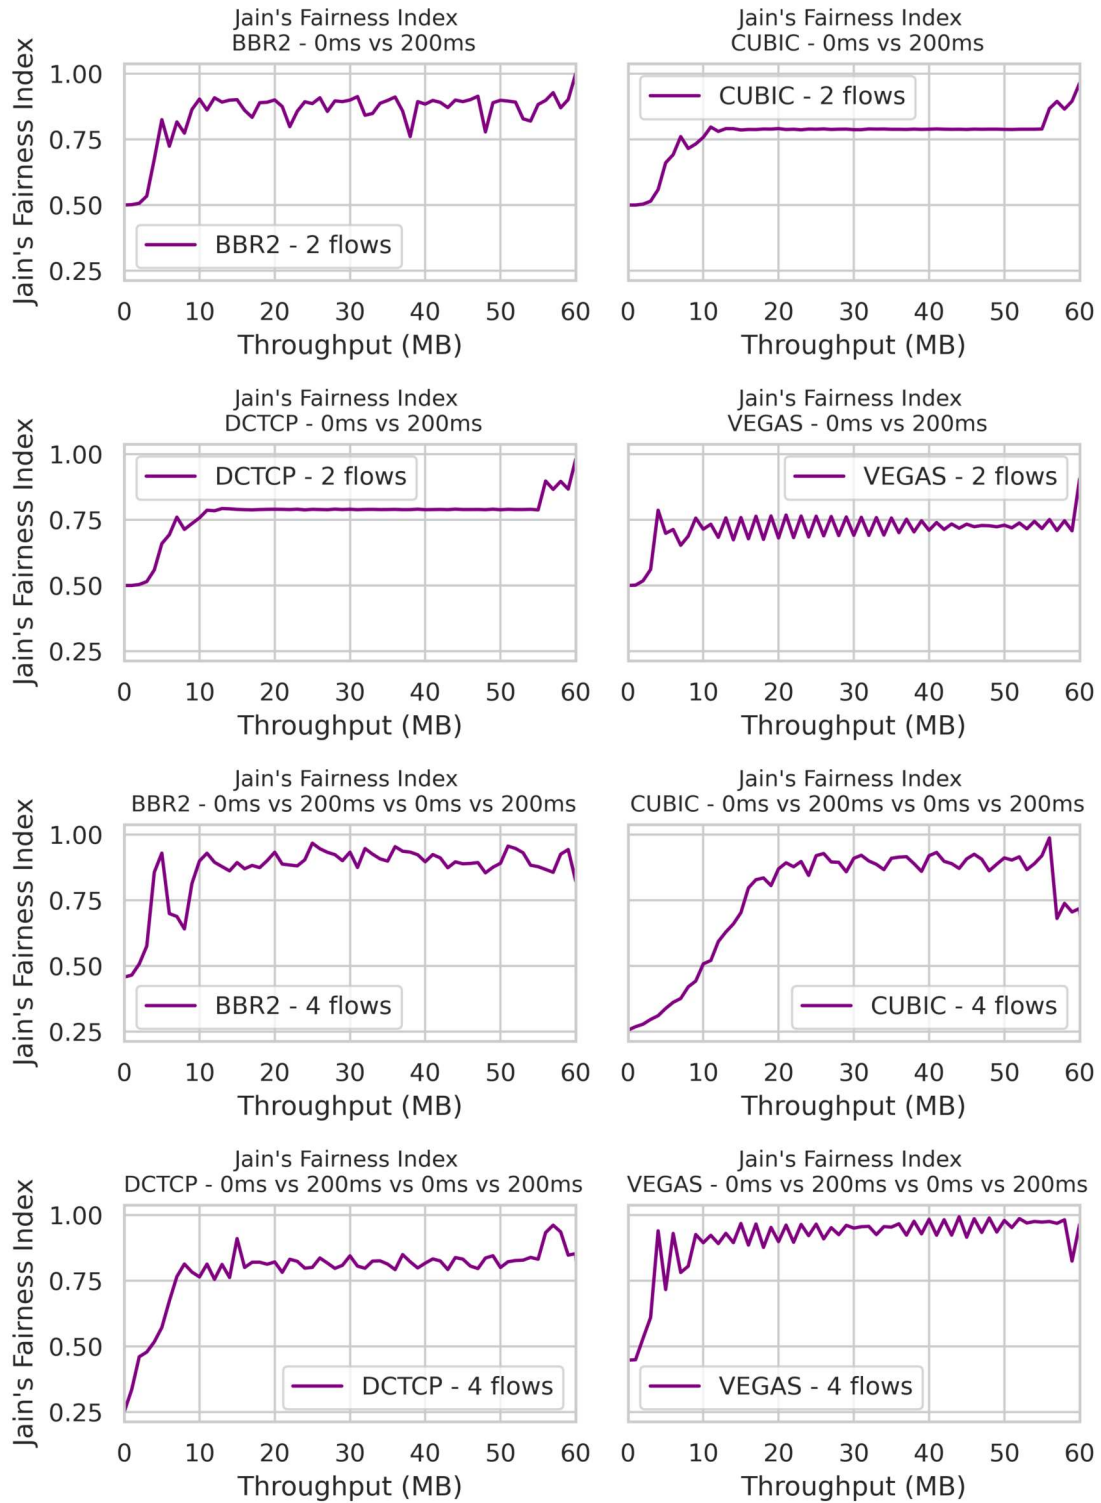 Jain's Fairness Index
BBR2 - 0ms vs 200ms
Jain's Fairness Index
1.00
0.75
0.50
0.25
BBR2 - 2 flows
0 10 20 30 40 50 60
Throughput (MB)
Jain's Fairness Index
CUBIC - 0ms vs 200ms
CUBIC - 2 flows
0 10 20 30 40 50 60
Throughput (MB)
Jain's Fairness Index
DCTCP - 0ms vs 200ms
Jain's Fairness Index
1.00
0.75
0.50
0.25
DCTCP - 2 flows
0 10 20 30 40 50 60
Throughput (MB)
Jain's Fairness Index
VEGAS - 0ms vs 200ms
VEGAS - 2 flows
0 10 20 30 40 50 60
Throughput (MB)
Jain's Fairness Index
BBR2 - 0ms vs 200ms vs 0ms vs 200ms
Jain's Fairness Index
1.00
0.75
0.50
0.25
BBR2 - 4 flows
0 10 20 30 40 50 60
Throughput (MB)
Jain's Fairness Index
CUBIC - 0ms vs 200ms vs 0ms vs 200ms
CUBIC - 4 flows
0 10 20 30 40 50 60
Throughput (MB)
Jain's Fairness Index
DCTCP - 0ms vs 200ms vs 0ms vs 200ms
Jain's Fairness Index
1.00
0.75
0.50
0.25
DCTCP - 4 flows
0 10 20 30 40 50 60
Throughput (MB)
Jain's Fairness Index
VEGAS - 0ms vs 200ms vs 0ms vs 200ms
VEGAS - 4 flows
0 10 20 30 40 50 60
Throughput (MB)